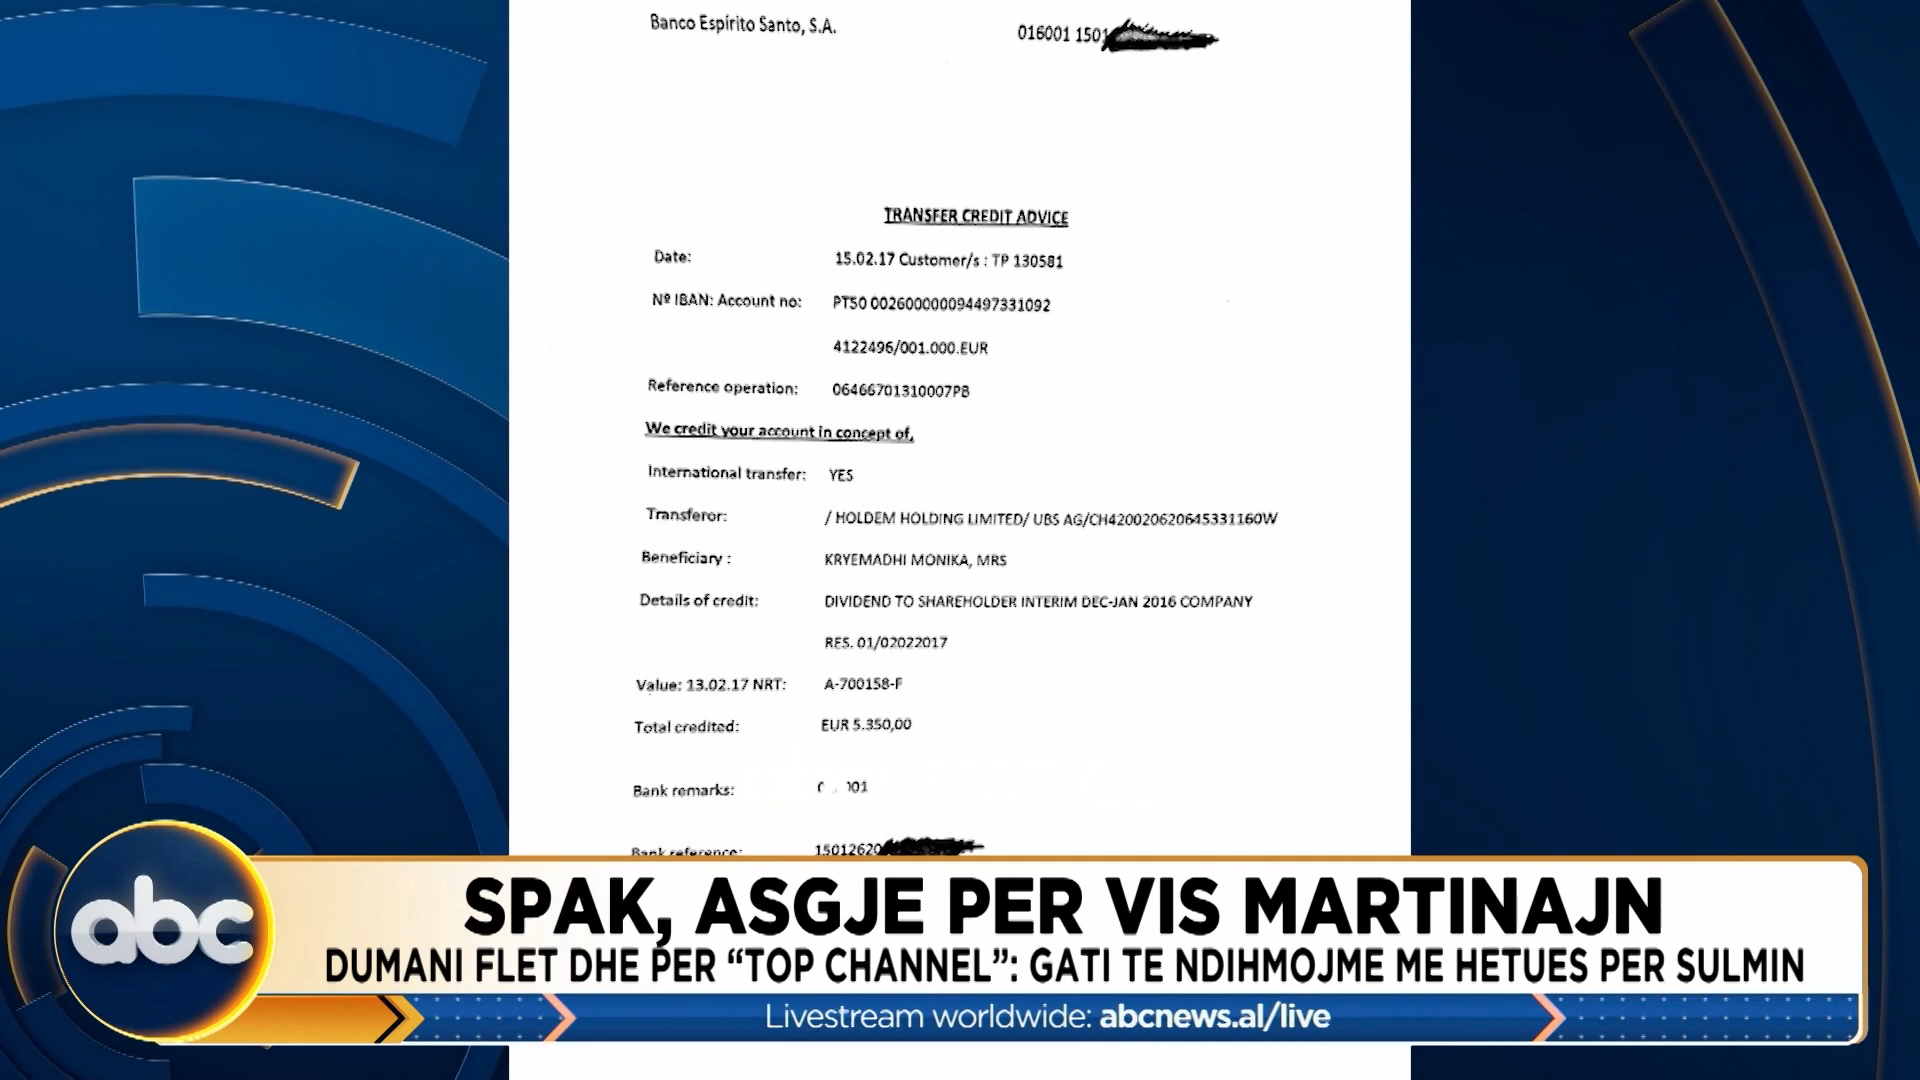 Banco Espírito Santo, S.A. 016001 1501
TRANSFER CREDIT ADVICE
Date: 15.02.17 Customer/s : TP 130581
Nº IBAN: Account no: PT50 002600000094497331092
4122496/001.000.EUR
Reference operation: 06466701310007PB
We credit your account in concept of,
International transfer: YES
Transferor: / HOLDEM HOLDING LIMITED/ UBS AG/CH420020620645331160W
Beneficiary : KRYEMADHI MONIKA, MRS
Details of credit: DIVIDEND TO SHAREHOLDER INTERIM DEC-JAN 2016 COMPANY
RES. 01/02022017
Value: 13.02.17 NRT: A-700158-F
Total credited: EUR 5.350,00
Bank remarks:
Bank reference: 15012620
abc
SPAK, ASGJE PER VIS MARTINAJN
DUMANI FLET DHE PER “TOP CHANNEL”: GATI TE NDIHMOJME ME HETUES PER SULMIN
Livestream worldwide: abcnews.al/live